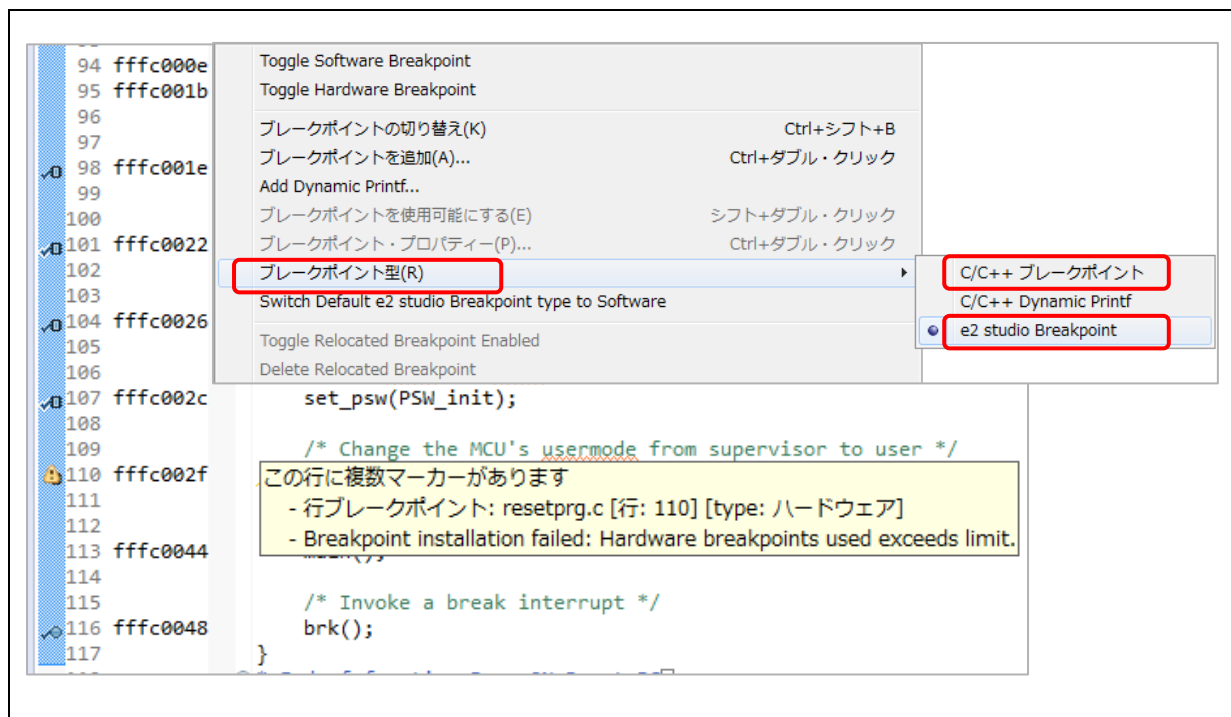 94 fffc000e
95 fffc001b
96
97
98 fffc001e
99
100
101 fffc0022
102
103
104 fffc0026
105
106
107 fffc002c set_psw(PSW_init);
108
109 /* Change the MCU's usermode from supervisor to user */
110 fffc002f
111
112
113 fffc0044
114
115 /* Invoke a break interrupt */
116 fffc0048 brk();
117 }
Toggle Software Breakpoint
Toggle Hardware Breakpoint
ブレークポイントの切り替え(K) Ctrl+シフト+B
ブレークポイントを追加(A)... Ctrl+ダブル・クリック
Add Dynamic Printf...
ブレークポイントを使用可能にする(E) シフト+ダブル・クリック
ブレークポイント・プロパティー(P)... Ctrl+ダブル・クリック
ブレークポイント型(R)
Switch Default e2 studio Breakpoint type to Software
Toggle Relocated Breakpoint Enabled
Delete Relocated Breakpoint
C/C++ ブレークポイント
C/C++ Dynamic Printf
e2 studio Breakpoint
この行に複数マーカーがあります
- 行ブレークポイント: resetprg.c [行: 110] [type: ハードウェア]
- Breakpoint installation failed: Hardware breakpoints used exceeds limit.